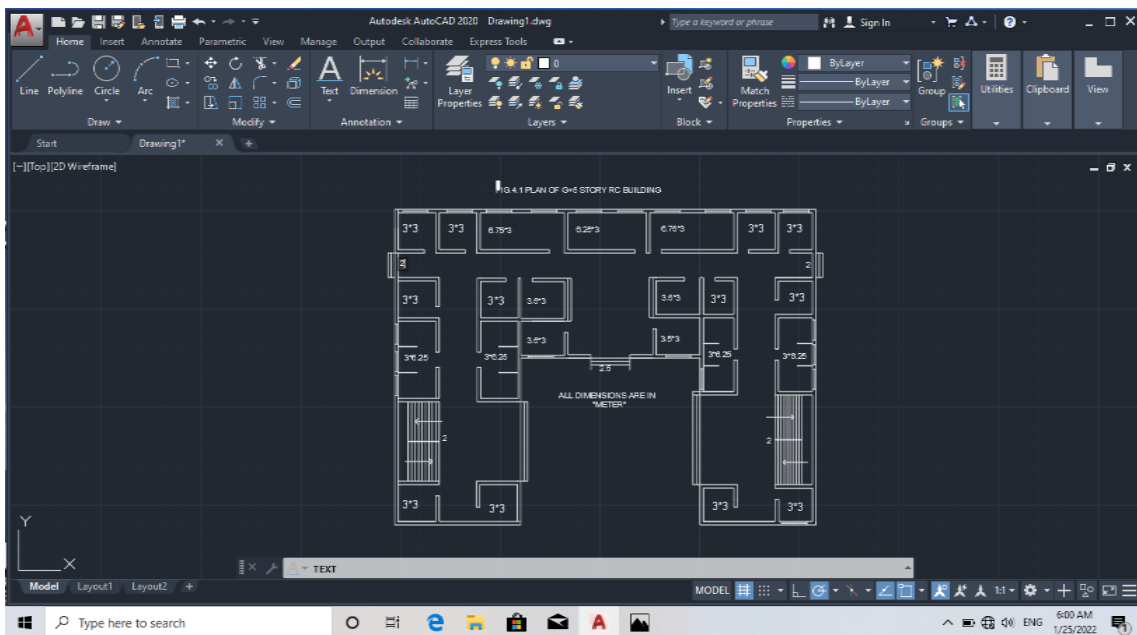 Autodesk AutoCAD 2020 Drawing1.dwg
Type a keyword or phrase
Sign In
Home Insert Annotate Parametric View Manage Output Collaborate Express Tools
Line Polyline Circle Arc
Text Dimension
Layer Properties
0
Insert
Match Properties
ByLayer
ByLayer
ByLayer
Group
Utilities
Clipboard
View
Draw Modify Annotation Layers Block Properties Groups
Start Drawing1*
[−][Top][2D Wireframe]
FIG.4.1 PLAN OF G+6 STORY RC BUILDING
3*3 3*3 6.75*3 6.25*3 6.75*3 3*3 3*3
2 2
3*3 3*3 3.5*3 3.5*3 3*3 3*3
3.5*3 3.5*3
3*6.25 3*6.25 3*6.25 3*6.25
2.5
ALL DIMENSIONS ARE IN
"METER"
2 2
3*3 3*3 3*3 3*3
Y
X
TEXT
Model Layout1 Layout2 +
MODEL
1:1
Type here to search
ENG
6:00 AM
1/25/2022